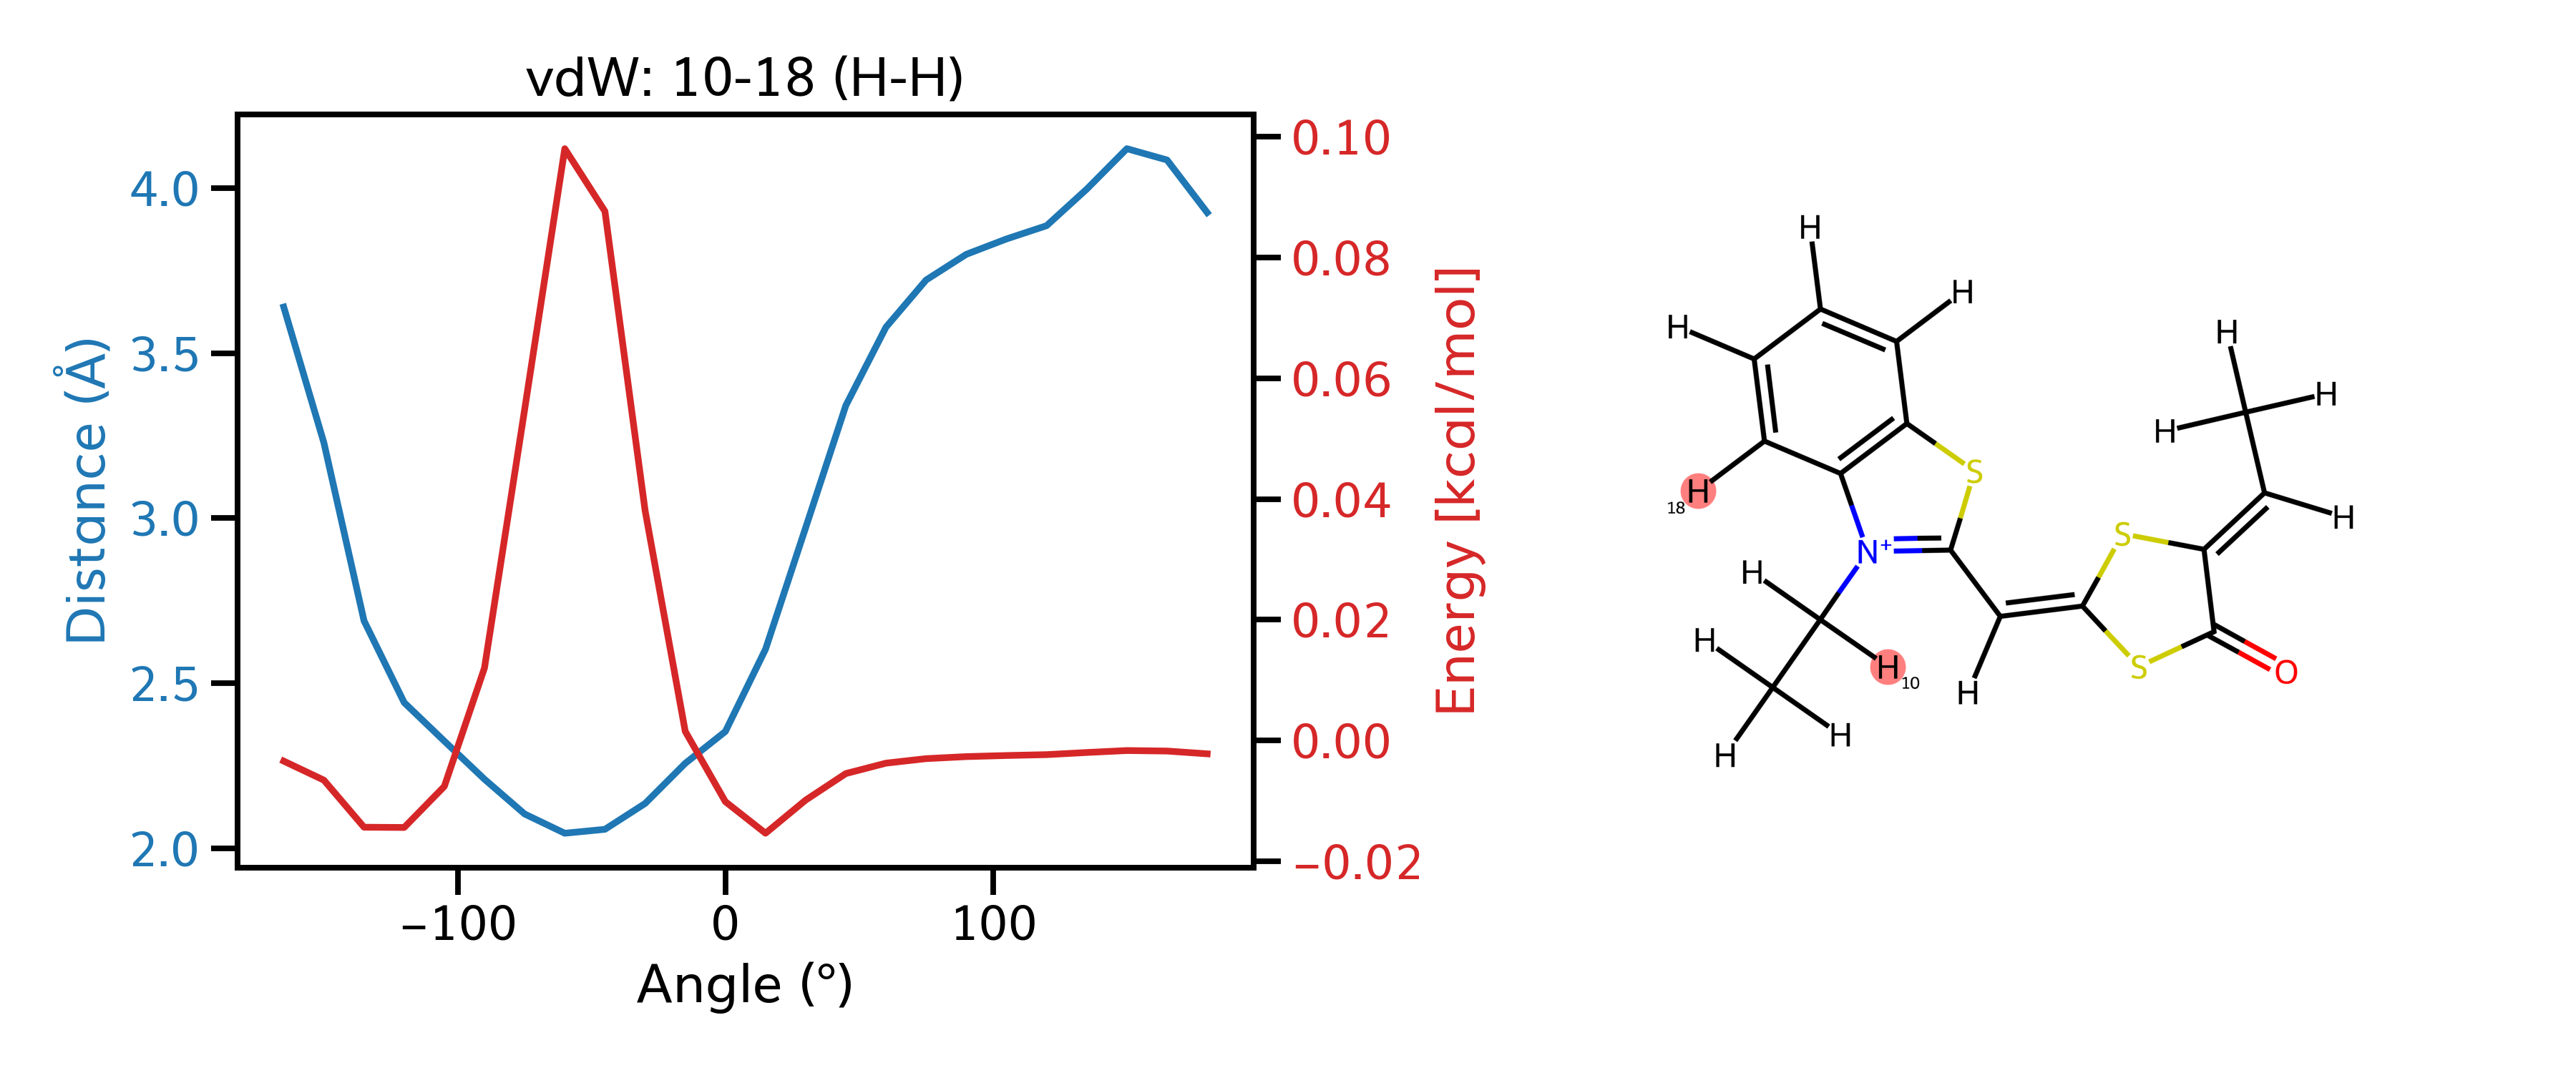 vdW: 10-18 (H-H)
4.0
3.5
3.0
2.5
2.0
Distance (Å)
0.10
0.08
0.06
0.04
0.02
0.00
−0.02
Energy [kcal/mol]
−100 0 100
Angle (°)
H
H
H
H
H
H
S
H
18
H
S
N+
H
H
H
10
S
O
H
H
H